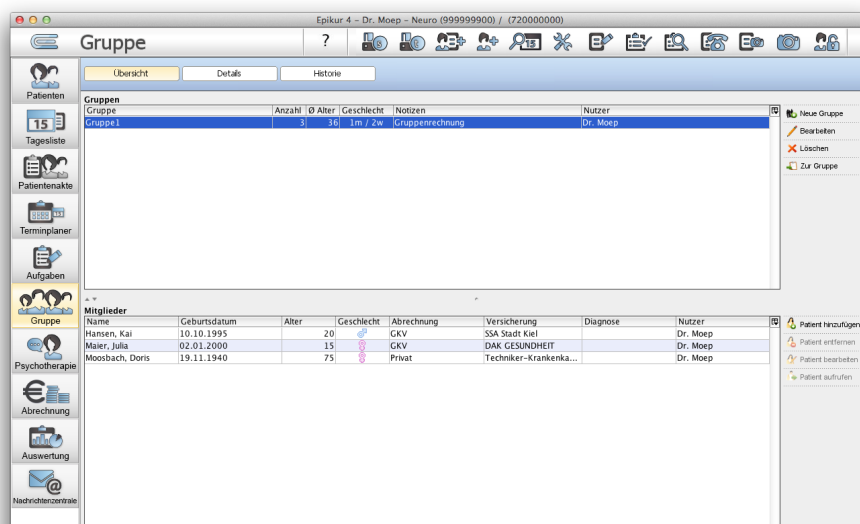 Epikur 4 – Dr. Moep – Neuro (999999900) / (720000000)
Gruppe
?
15
Übersicht Details Historie
Patienten
15
Tagesliste
Patientenakte
Terminplaner
Aufgaben
Gruppe
Psychotherapie
Abrechnung
Auswertung
Nachrichtenzentrale
Gruppen
Gruppe Anzahl Ø Alter Geschlecht Notizen Nutzer
Gruppe1 3 36 1m / 2w Gruppenrechnung Dr. Moep
Neue Gruppe
Bearbeiten
Löschen
Zur Gruppe
Mitglieder
Name Geburtsdatum Alter Geschlecht Abrechnung Versicherung Diagnose Nutzer
Hansen, Kai 10.10.1995 20 GKV SSA Stadt Kiel Dr. Moep
Maier, Julia 02.01.2000 15 GKV DAK GESUNDHEIT Dr. Moep
Moosbach, Doris 19.11.1940 75 Privat Techniker-Krankenka... Dr. Moep
Patient hinzufügen
Patient entfernen
Patient bearbeiten
Patient aufrufen